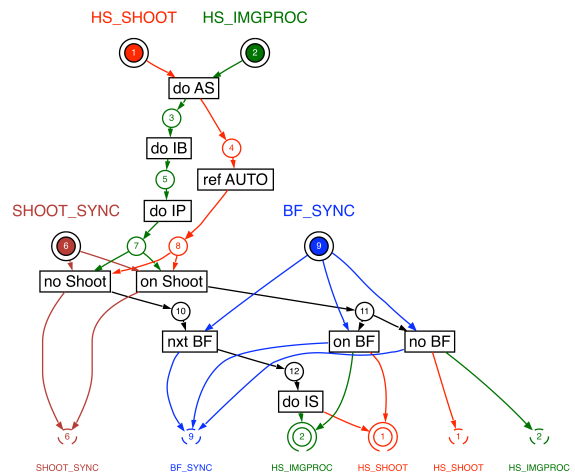 HS_SHOOT HS_IMGPROC
1 2
do AS
3
4
do IB
5 ref AUTO
do IP
SHOOT_SYNC BF_SYNC
6 7 8 9
no Shoot on Shoot
10 11
nxt BF on BF no BF
12
do IS
6 9 2 1 1 2
SHOOT_SYNC BF_SYNC HS_IMGPROC HS_SHOOT HS_SHOOT HS_IMGPROC